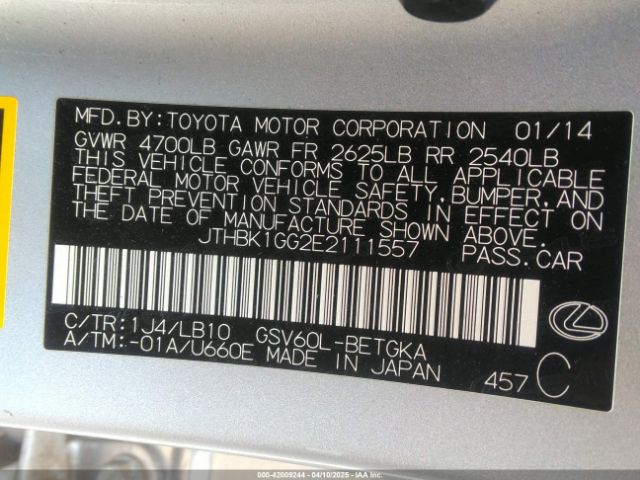 MFD.BY:TOYOTA MOTOR CORPORATION 01/14
GVWR 4700LB GAWR FR 2625LB RR 2540LB
THIS VEHICLE CONFORMS TO ALL APPLICABLE
FEDERAL MOTOR VEHICLE SAFETY,BUMPER,AND
THEFT PREVENTION STANDARDS IN EFFECT ON
THE DATE OF MANUFACTURE SHOWN ABOVE.
JTHBK1GG2E2111557 PASS.CAR
C/TR:1J4/LB10 GSV60L-BETGKA
A/TM:-01A/U660E MADE IN JAPAN
457 C
000-42009244 - 04/10/2025 - IAAI, Inc.